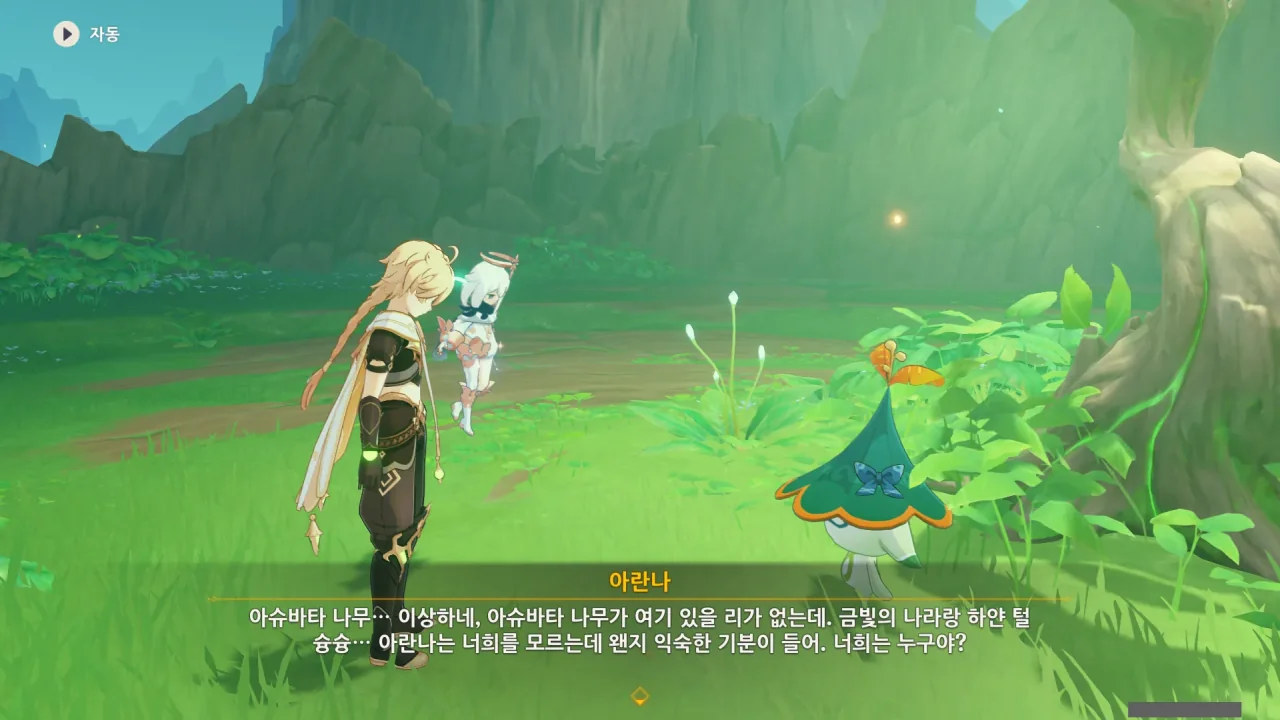 자동
아란나
아슈바타 나무… 이상하네, 아슈바타 나무가 여기 있을 리가 없는데. 금빛의 나라랑 하얀 털
슝슝… 아란나는 너희를 모르는데 왠지 익숙한 기분이 들어. 너희는 누구야?